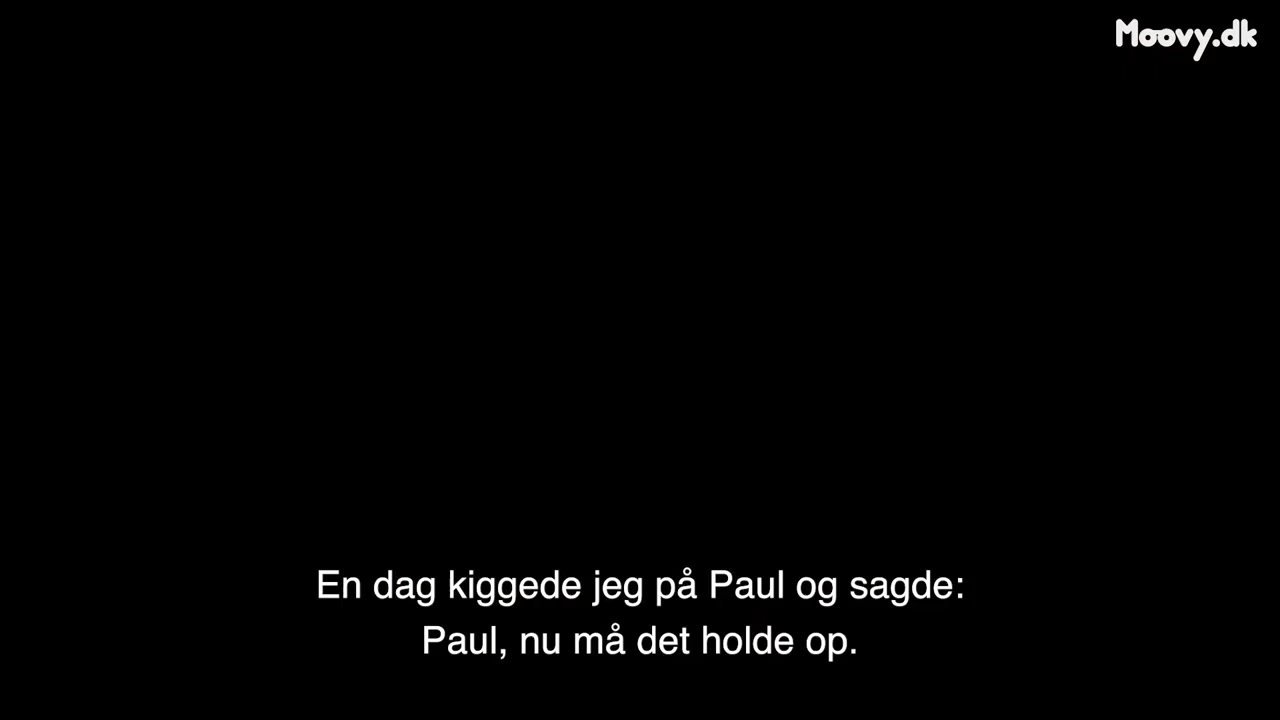 Moovy.dk
En dag kiggede jeg på Paul og sagde:
Paul, nu må det holde op.